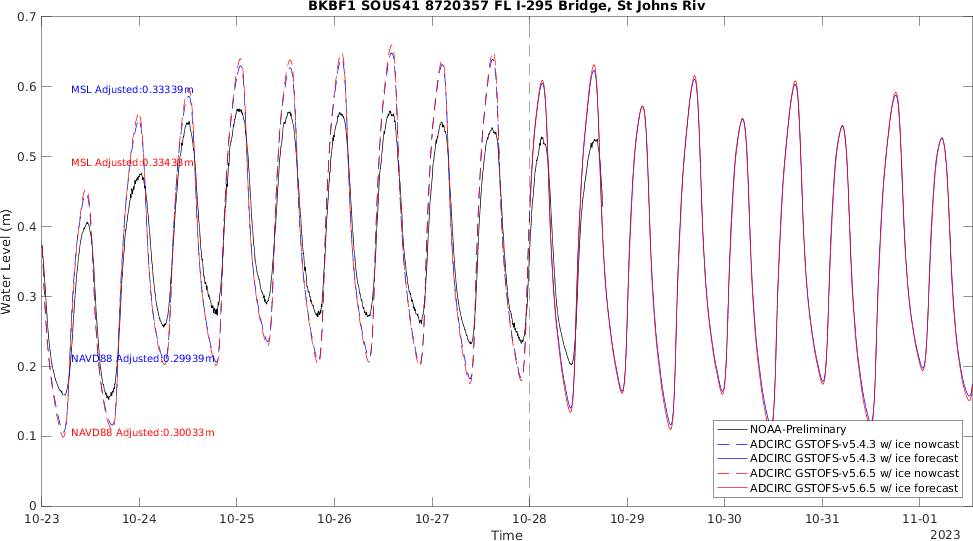 BKBF1 SOUS41 8720357 FL I-295 Bridge, St Johns Riv
0.7
0.6
0.5
0.4
0.3
0.2
0.1
0
Water Level (m)
MSL Adjusted:0.33339m
MSL Adjusted:0.33433m
NAVD88 Adjusted:0.29939m
NAVD88 Adjusted:0.30033m
NOAA-Preliminary
ADCIRC GSTOFS-v5.4.3 w/ ice nowcast
ADCIRC GSTOFS-v5.4.3 w/ ice forecast
ADCIRC GSTOFS-v5.6.5 w/ ice nowcast
ADCIRC GSTOFS-v5.6.5 w/ ice forecast
10-23 10-24 10-25 10-26 10-27 10-28 10-29 10-30 10-31 11-01
2023
Time